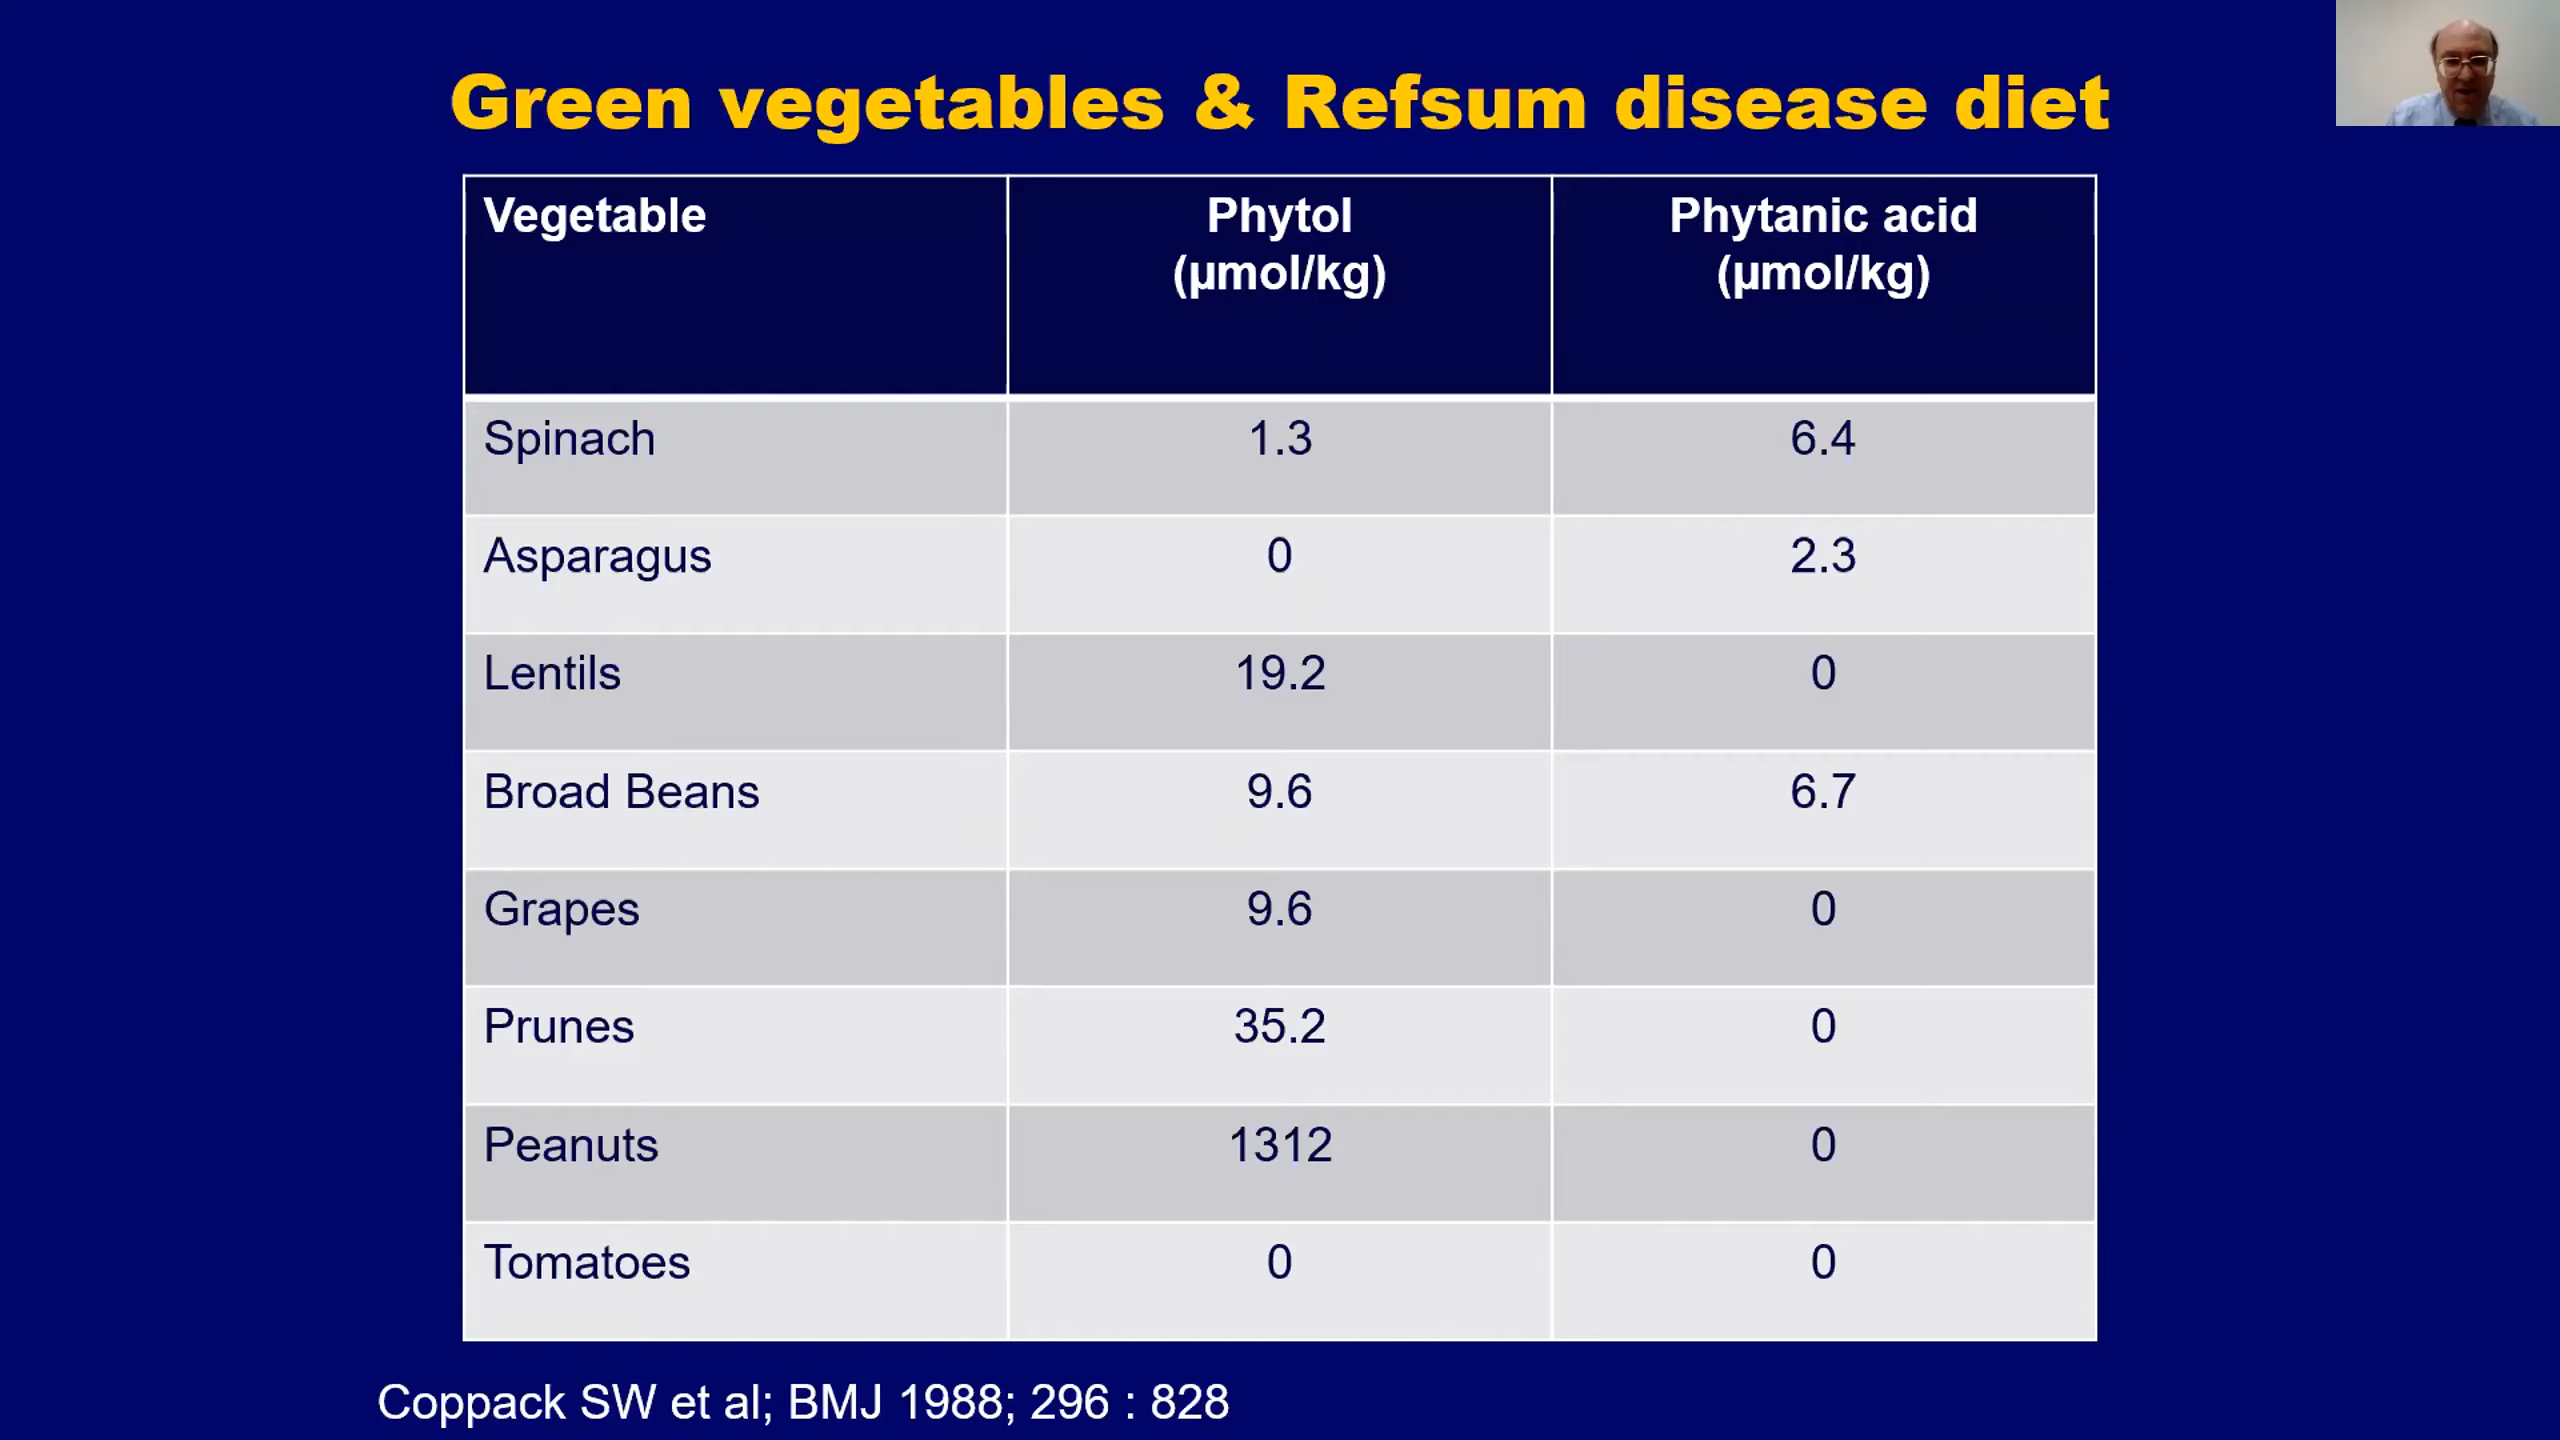 Green vegetables & Refsum disease diet
Vegetable Phytol Phytanic acid
(µmol/kg) (µmol/kg)
Spinach 1.3 6.4
Asparagus 0 2.3
Lentils 19.2 0
Broad Beans 9.6 6.7
Grapes 9.6 0
Prunes 35.2 0
Peanuts 1312 0
Tomatoes 0 0
Coppack SW et al; BMJ 1988; 296 : 828